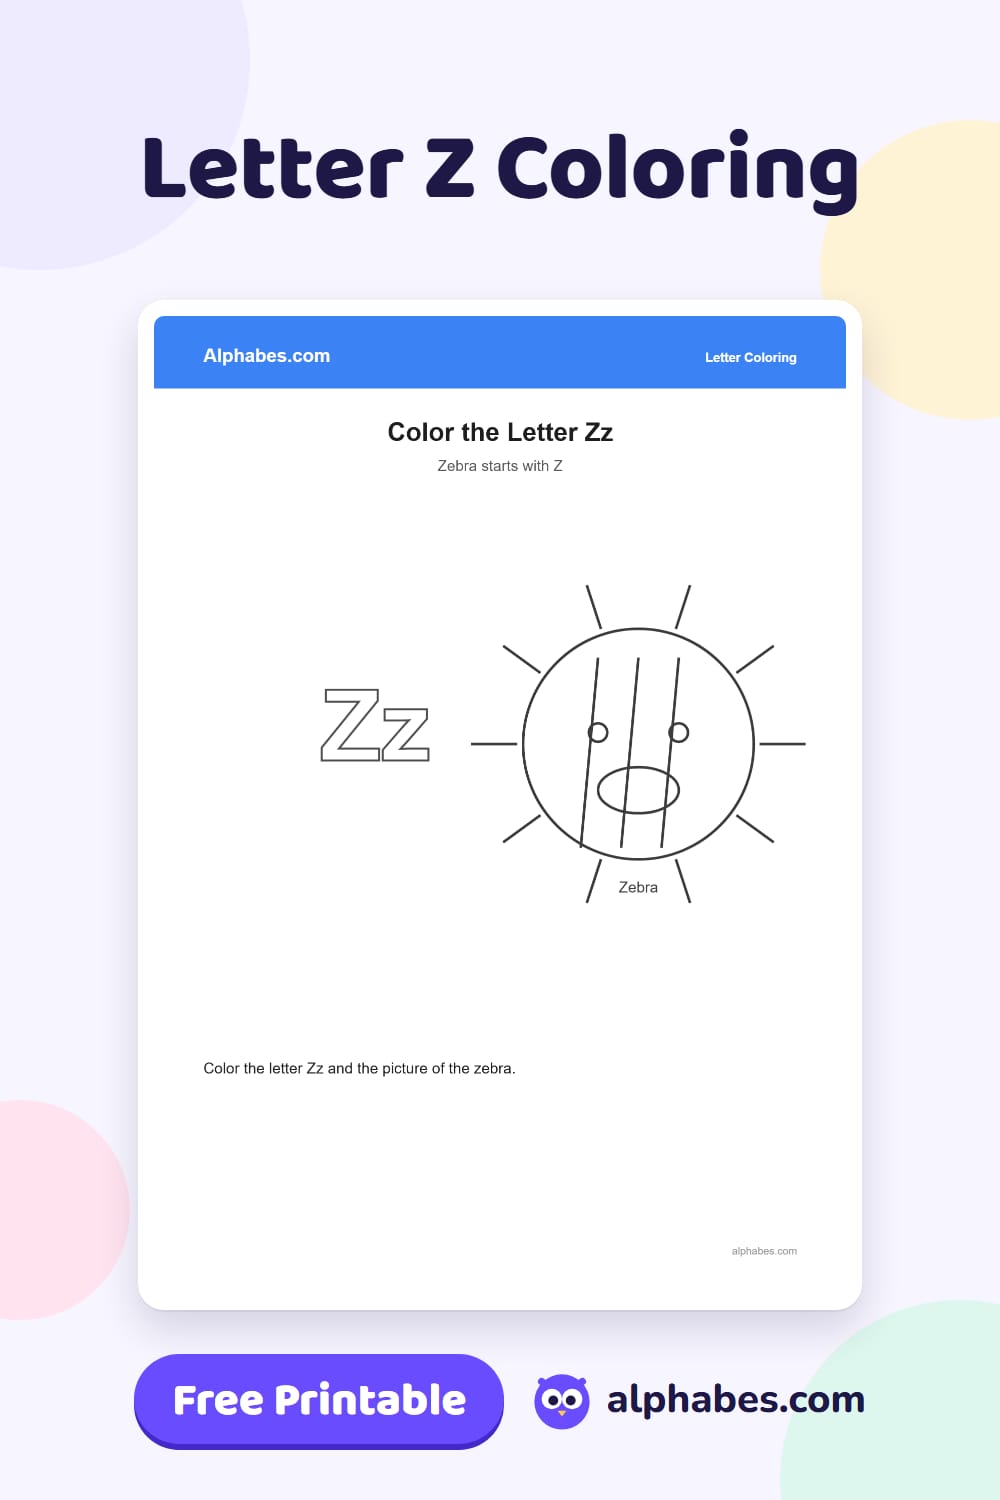 Letter Z Coloring
Alphabes.com
Letter Coloring
Color the Letter Zz
Zebra starts with Z
Zz
Zebra
Color the letter Zz and the picture of the zebra.
alphabes.com
Free Printable
alphabes.com